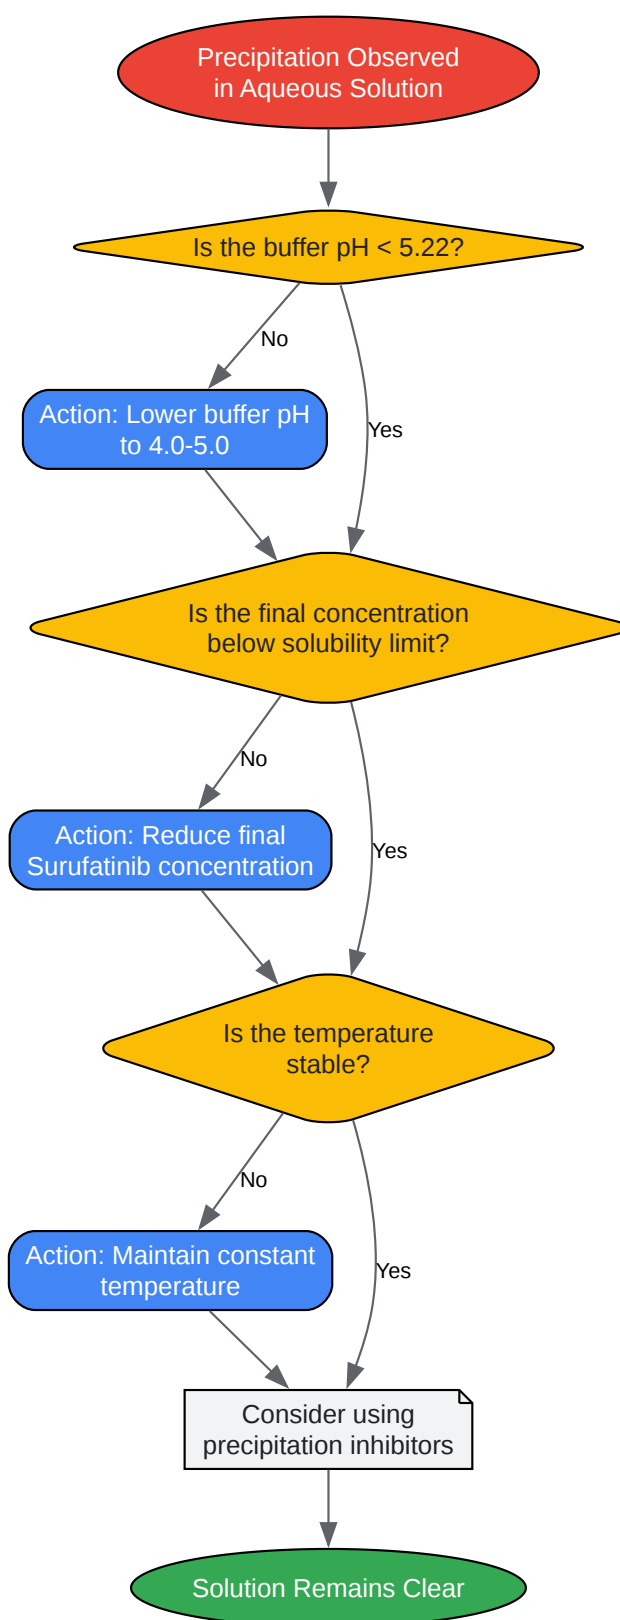 Precipitation Observed
in Aqueous Solution
Is the buffer pH < 5.22?
No
Action: Lower buffer pH
to 4.0-5.0
Yes
Is the final concentration
below solubility limit?
No
Action: Reduce final
Surufatinib concentration
Yes
Is the temperature
stable?
No
Action: Maintain constant
temperature
Yes
Consider using
precipitation inhibitors
Solution Remains Clear